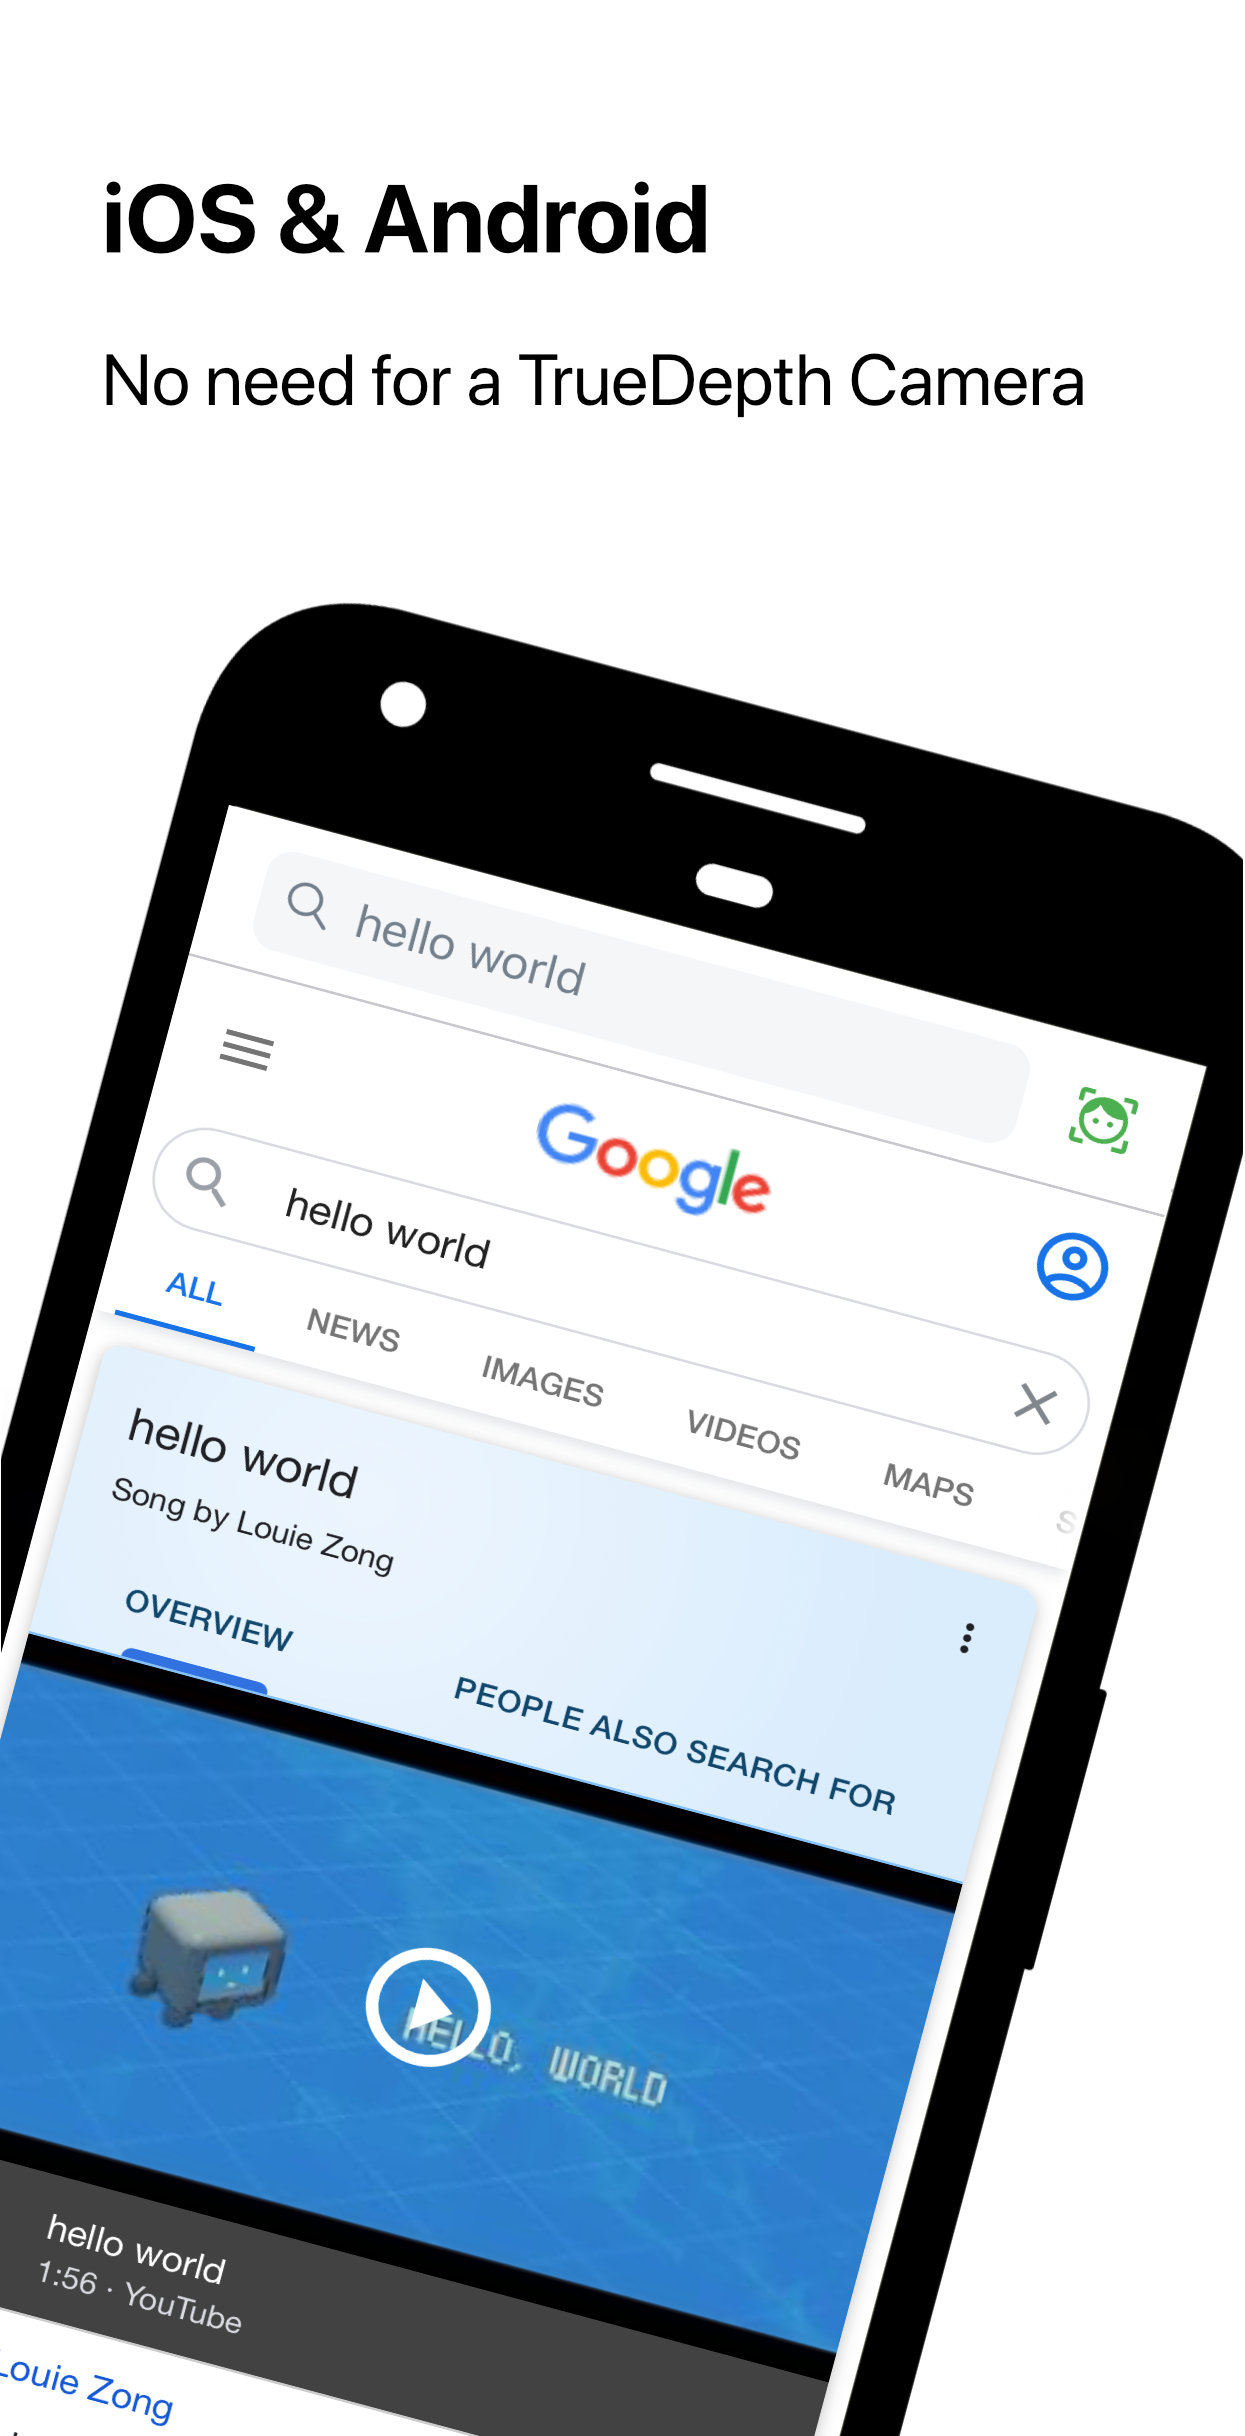 iOS & Android
No need for a TrueDepth Camera
hello world
Google
hello world
ALL NEWS IMAGES VIDEOS MAPS S
hello world
Song by Louie Zong
OVERVIEW PEOPLE ALSO SEARCH FOR
HELLO, WORLD
hello world
1:56 · YouTube
Louie Zong